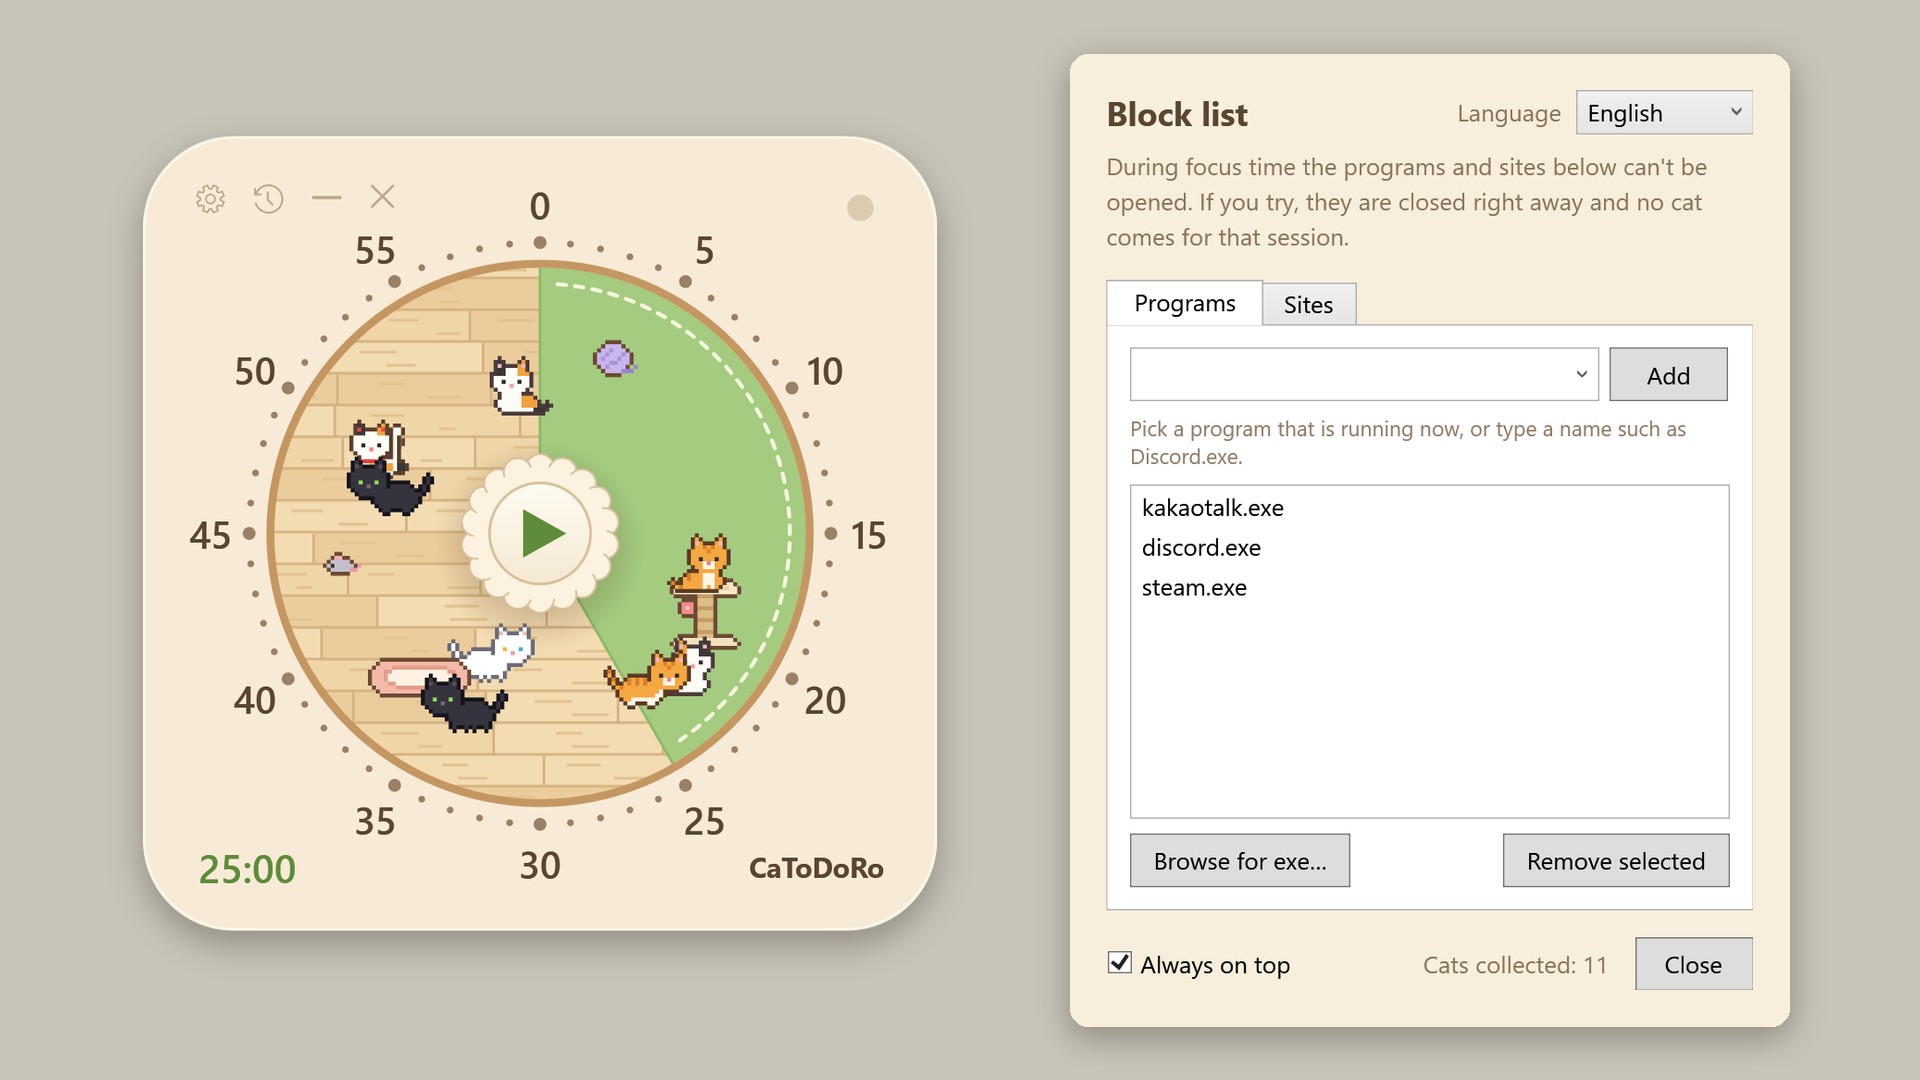 0
5
10
15
20
25
30
35
40
45
50
55
25:00
CaToDoRo
Block list
Language
English
During focus time the programs and sites below can't be
opened. If you try, they are closed right away and no cat
comes for that session.
Programs
Sites
Add
Pick a program that is running now, or type a name such as
Discord.exe.
kakaotalk.exe
discord.exe
steam.exe
Browse for exe...
Remove selected
Always on top
Cats collected: 11
Close